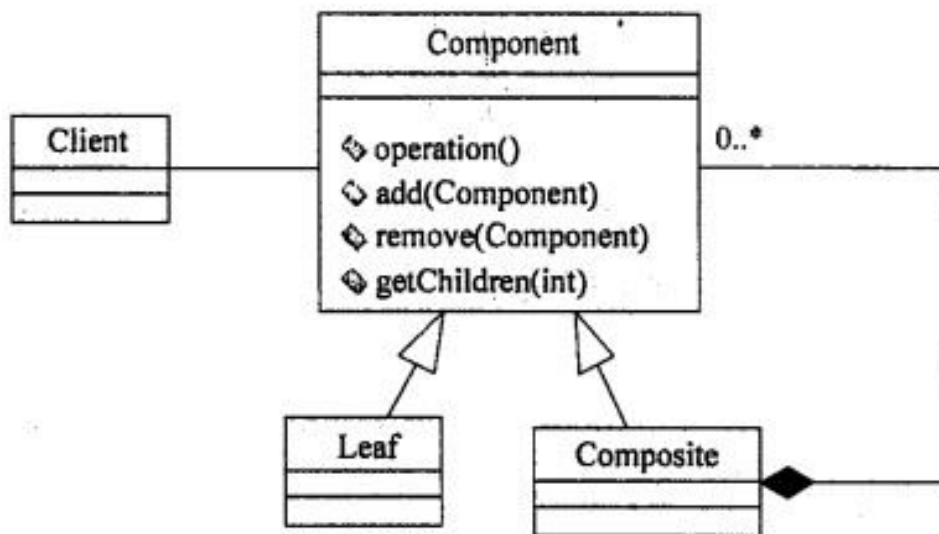 Component
Client
operation()
0..*
add(Component)
remove(Component)
getChildren(int)
Leaf
Composite